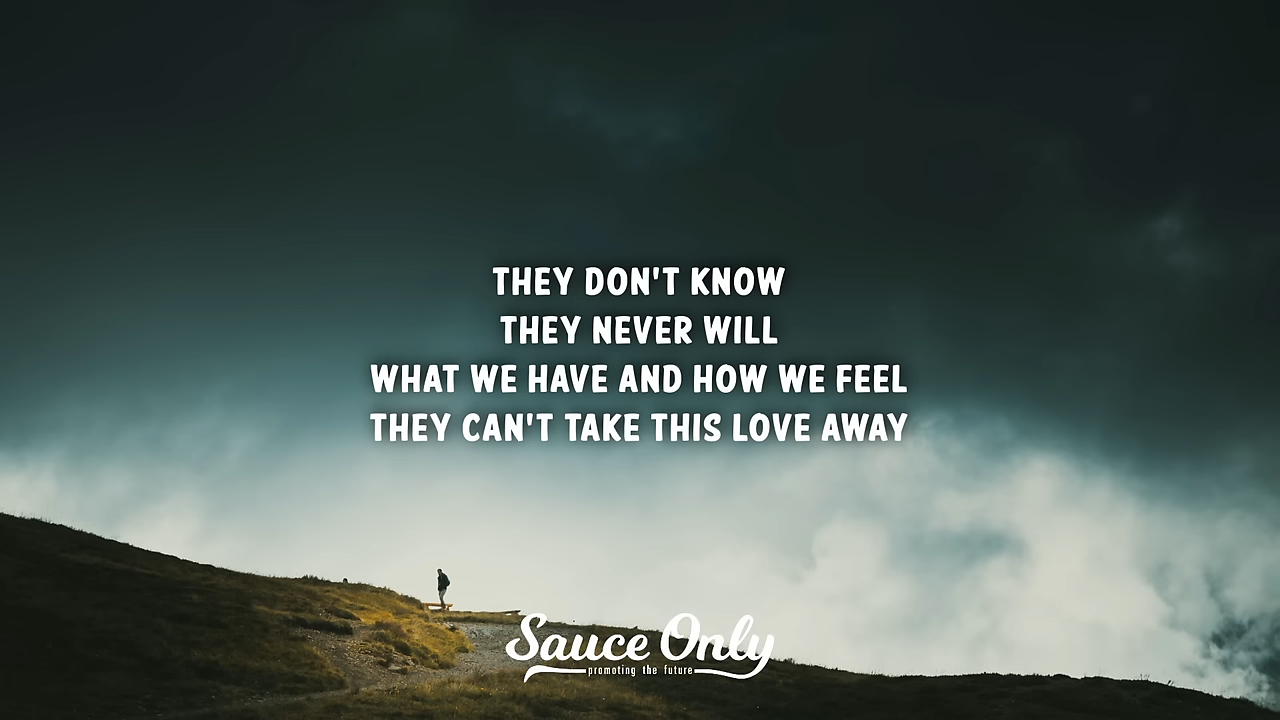 THEY DON'T KNOW
THEY NEVER WILL
WHAT WE HAVE AND HOW WE FEEL
THEY CAN'T TAKE THIS LOVE AWAY
Sauce Only
promoting the future